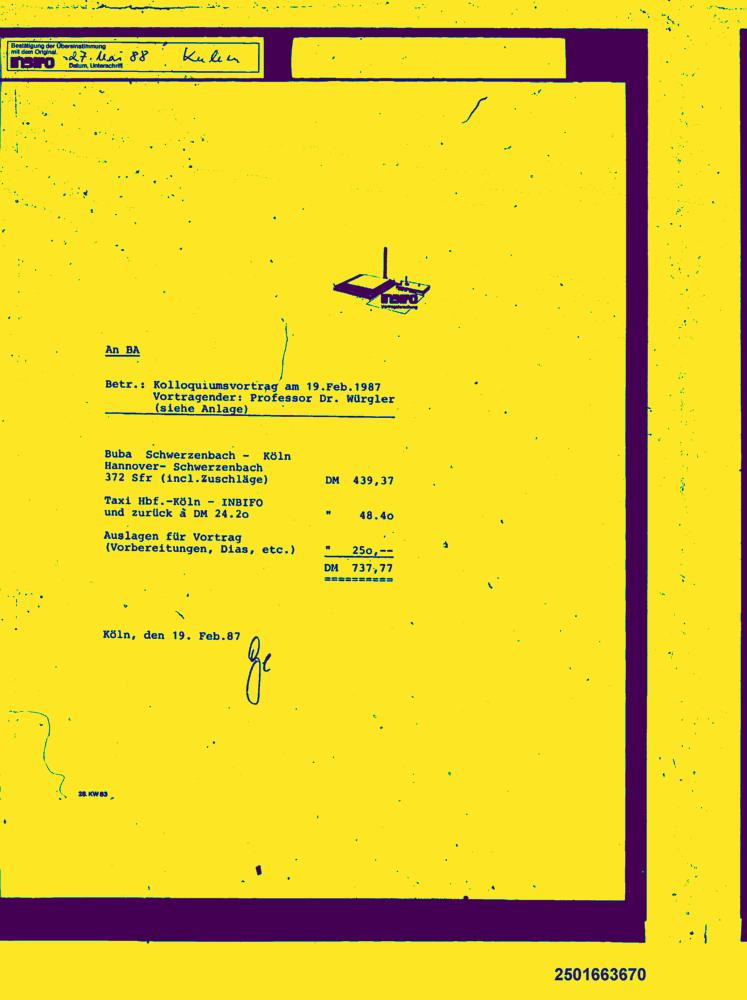 Bestätigung der Übereinstimmung
mit dem Original
INBIFO 27. Mai 88
Datum, Unterschrift
INBIFO
An BA
Betr.: Kolloquiumsvortrag am 19.Feb.1987
Vortragender: Professor Dr. Würgler
(siehe Anlage)
Buba Schwerzenbach - Köln
Hannover- Schwerzenbach
372 Sfr (incl.Zuschläge) DM 439,37
Taxi Hbf.-Köln - INBIFO
und zurück à DM 24.2o " 48.4o
Auslagen für Vortrag
(Vorbereitungen, Dias, etc.) " 25o,--
DM 737,77
==========
Köln, den 19. Feb.87
28. KW 83
2501663670